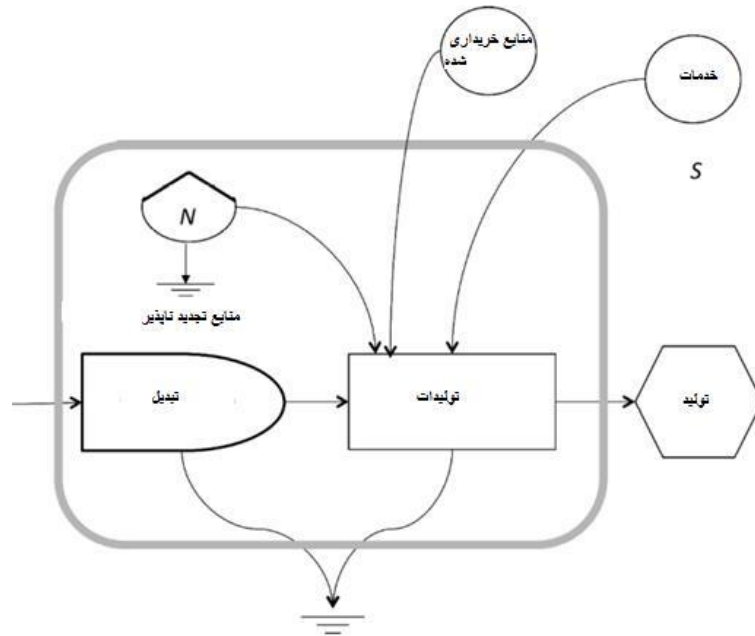 منابع خریداری
شده
خدمات
S
N
منابع تجدید ناپذیر
تبدیل
تولیدات
تولید